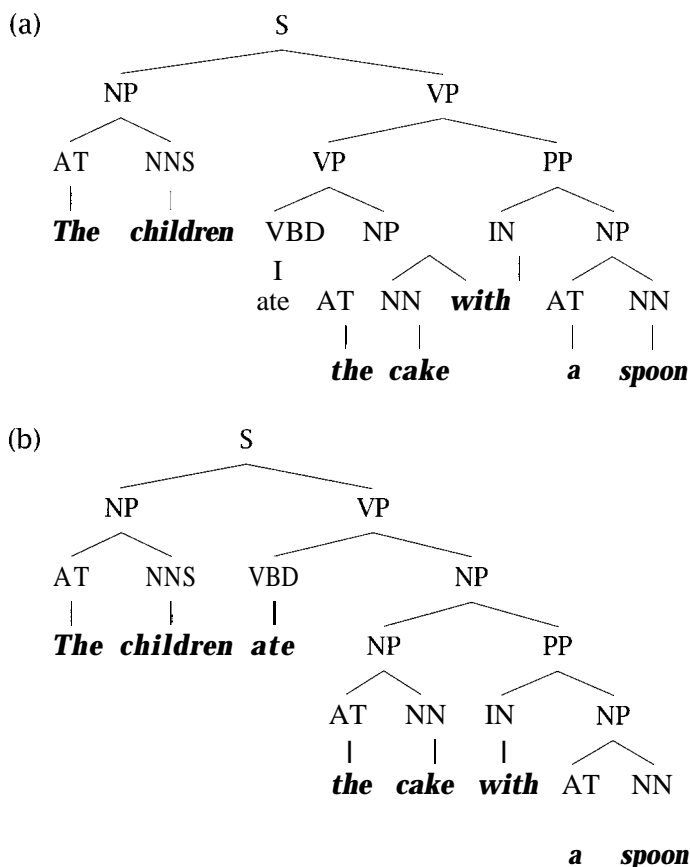 (a) S
NP VP
AT NNS VP PP
The children VBD NP IN NP
I
ate AT NN with AT NN
the cake a spoon
(b) S
NP VP
AT NNS VBD NP
The children ate NP PP
AT NN IN NP
the cake with AT NN
a spoon